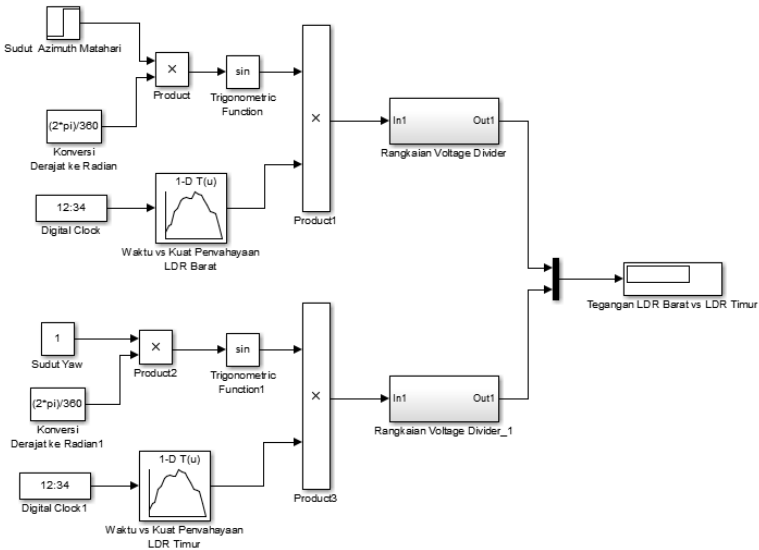 Sudut Azimuth Matahari
×
Product
sin
Trigonometric
Function
(2*pi)/360
Konversi
Derajat ke Radian
12:34
Digital Clock
1-D T(u)
Waktu vs Kuat Penvahayaan
LDR Barat
×
Product1
In1
Out1
Rangkaian Voltage Divider
Tegangan LDR Barat vs LDR Timur
1
Sudut Yaw
×
Product2
sin
Trigonometric
Function1
(2*pi)/360
Konversi
Derajat ke Radian1
12:34
Digital Clock1
1-D T(u)
Waktu vs Kuat Penvahayaan
LDR Timur
×
Product3
In1
Out1
Rangkaian Voltage Divider_1